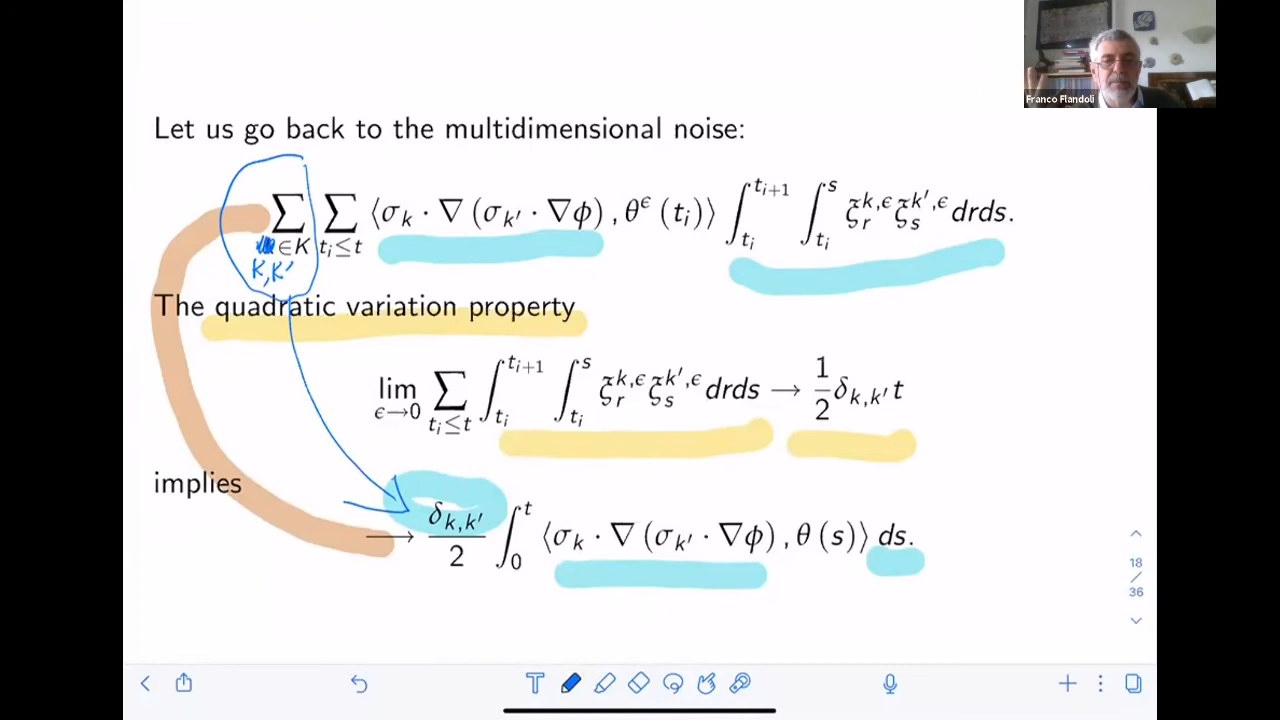 Franco Flandoli
Let us go back to the multidimensional noise:
∑_{∈K} ∑_{t_i≤t} ⟨σ_k · ∇ (σ_{k'} · ∇ϕ) , θ^ϵ (t_i)⟩ ∫_{t_i}^{t_{i+1}} ∫_{t_i}^{s} ξ_r^{k,ϵ} ξ_s^{k',ϵ} drds.
K, K'
The quadratic variation property
lim_{ϵ→0} ∑_{t_i≤t} ∫_{t_i}^{t_{i+1}} ∫_{t_i}^{s} ξ_r^{k,ϵ} ξ_s^{k',ϵ} drds → 1/2 δ_{k,k'} t
implies
⟶ δ_{k,k'}/2 ∫_0^t ⟨σ_k · ∇ (σ_{k'} · ∇ϕ) , θ (s)⟩ ds.
18
/
36